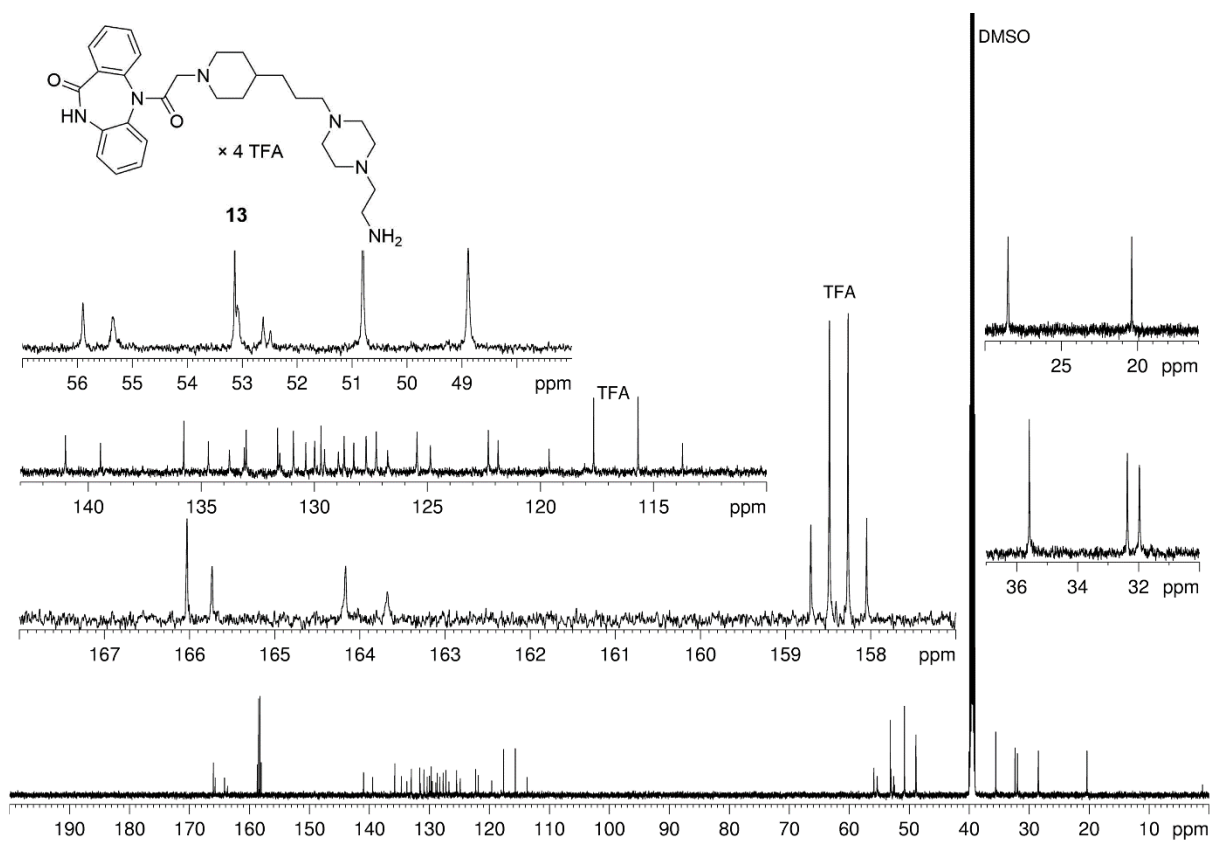 DMSO
N
O
N
HN
O
N
N
× 4 TFA
13
NH2
TFA
56 55 54 53 52 51 50 49 ppm
25 20 ppm
TFA
140 135 130 125 120 115 ppm
36 34 32 ppm
167 166 165 164 163 162 161 160 159 158 ppm
190 180 170 160 150 140 130 120 110 100 90 80 70 60 50 40 30 20 10 ppm